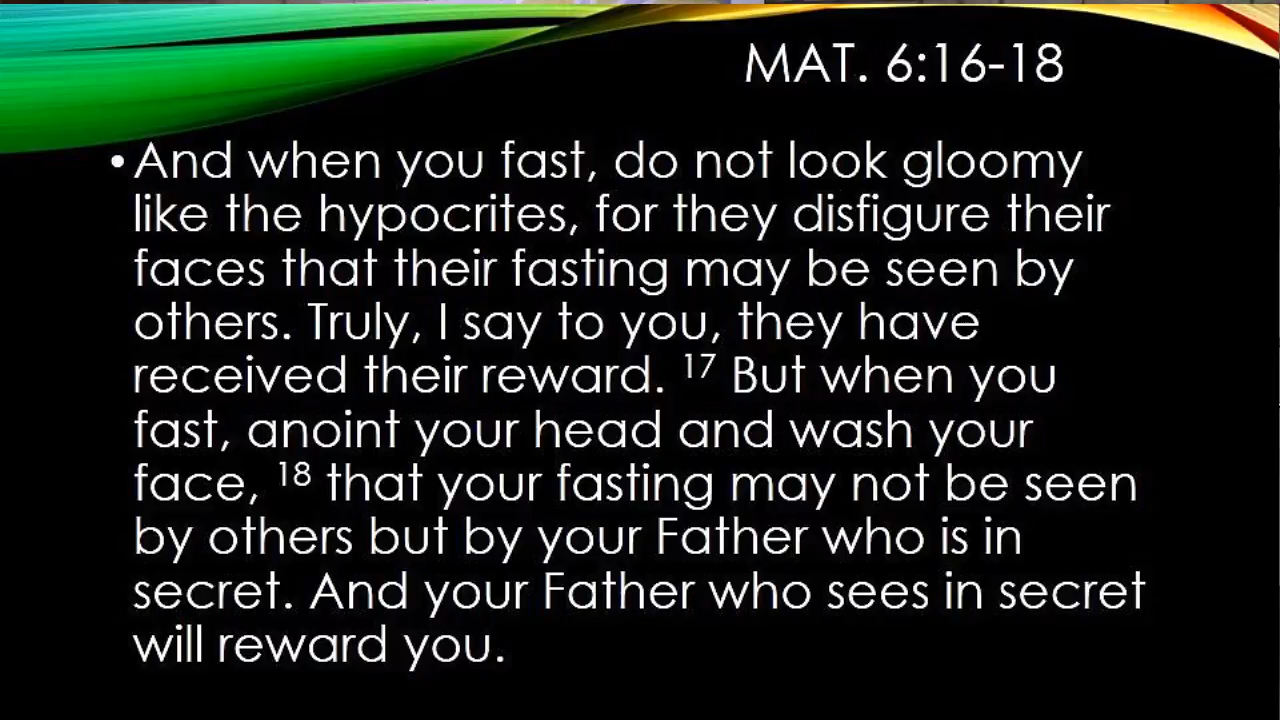 MAT. 6:16-18
• And when you fast, do not look gloomy
like the hypocrites, for they disfigure their
faces that their fasting may be seen by
others. Truly, I say to you, they have
received their reward. ¹⁷ But when you
fast, anoint your head and wash your
face, ¹⁸ that your fasting may not be seen
by others but by your Father who is in
secret. And your Father who sees in secret
will reward you.